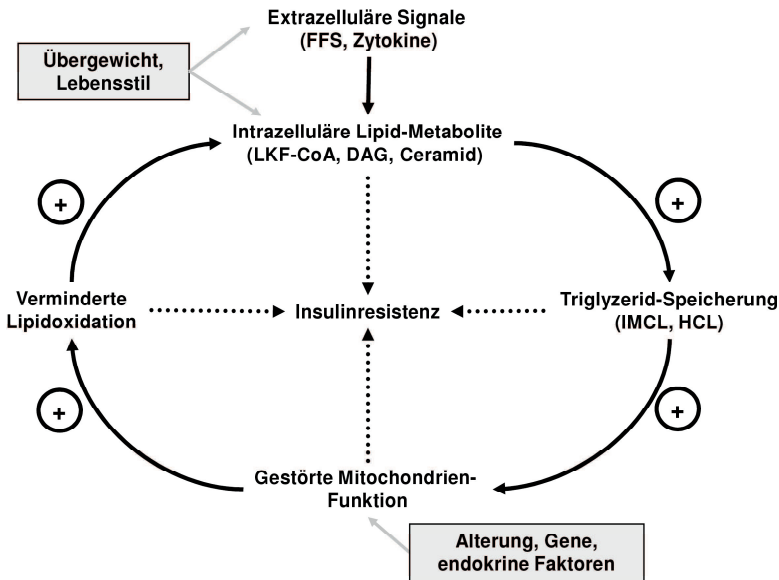 Extrazelluläre Signale
(FFS, Zytokine)
Übergewicht,
Lebensstil
Intrazelluläre Lipid-Metabolite
(LKF-CoA, DAG, Ceramid)
+
+
Verminderte
Lipidoxidation
Insulinresistenz
Triglyzerid-Speicherung
(IMCL, HCL)
+
+
Gestörte Mitochondrien-
Funktion
Alterung, Gene,
endokrine Faktoren